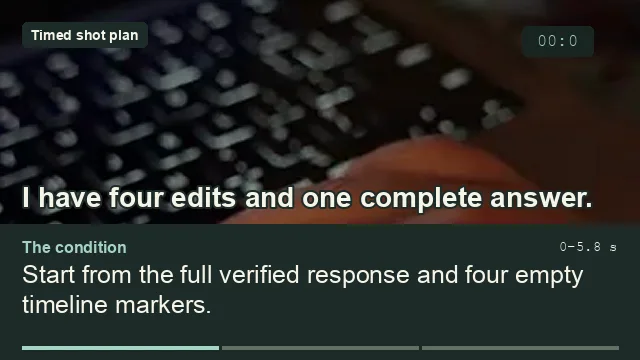 Timed shot plan
00:0
I have four edits and one complete answer.
The condition
0–5.8 s
Start from the full verified response and four empty
timeline markers.